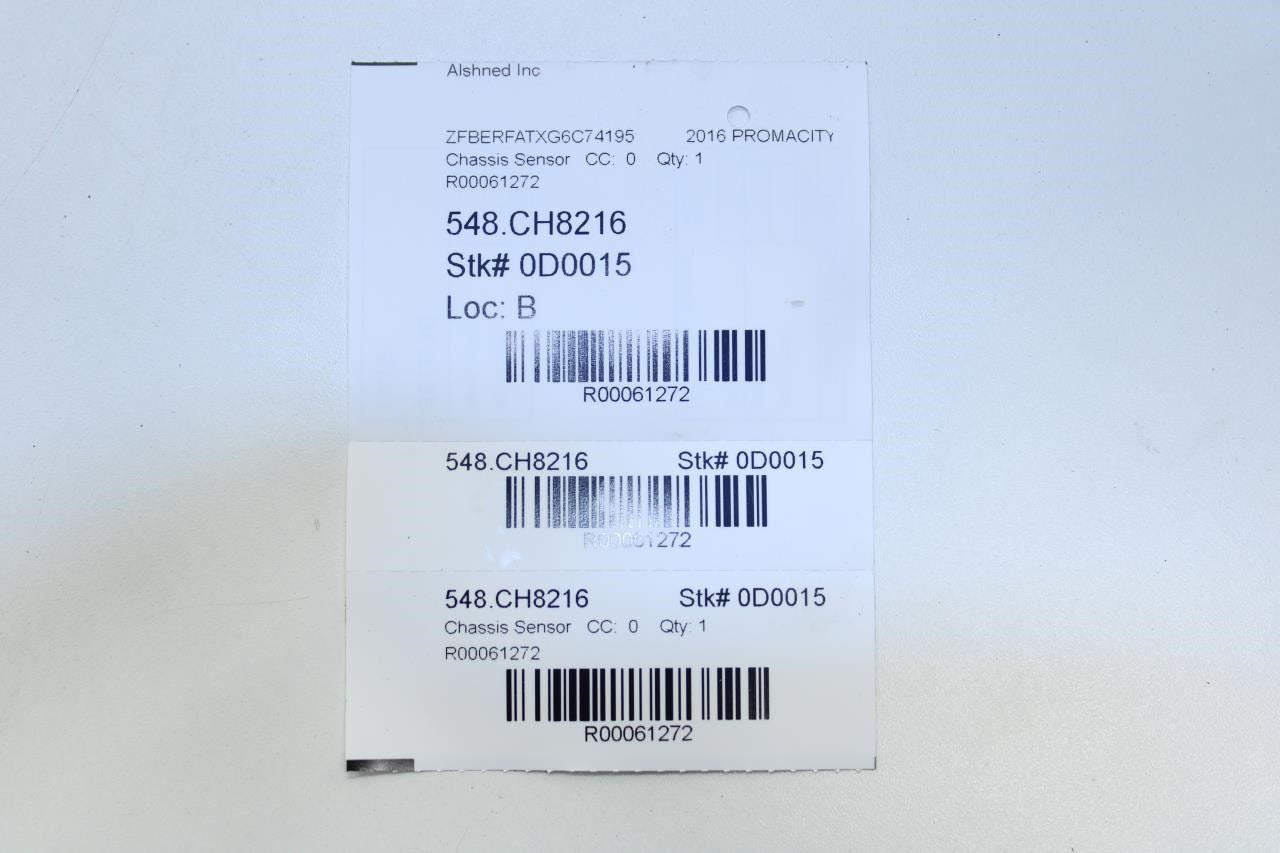 Alshned Inc
ZFBERFATXG6C74195 2016 PROMACITY
Chassis Sensor CC: 0 Qty: 1
R00061272
548.CH8216
Stk# 0D0015
Loc: B
R00061272
548.CH8216 Stk# 0D0015
R00061272
548.CH8216 Stk# 0D0015
Chassis Sensor CC: 0 Qty: 1
R00061272
R00061272